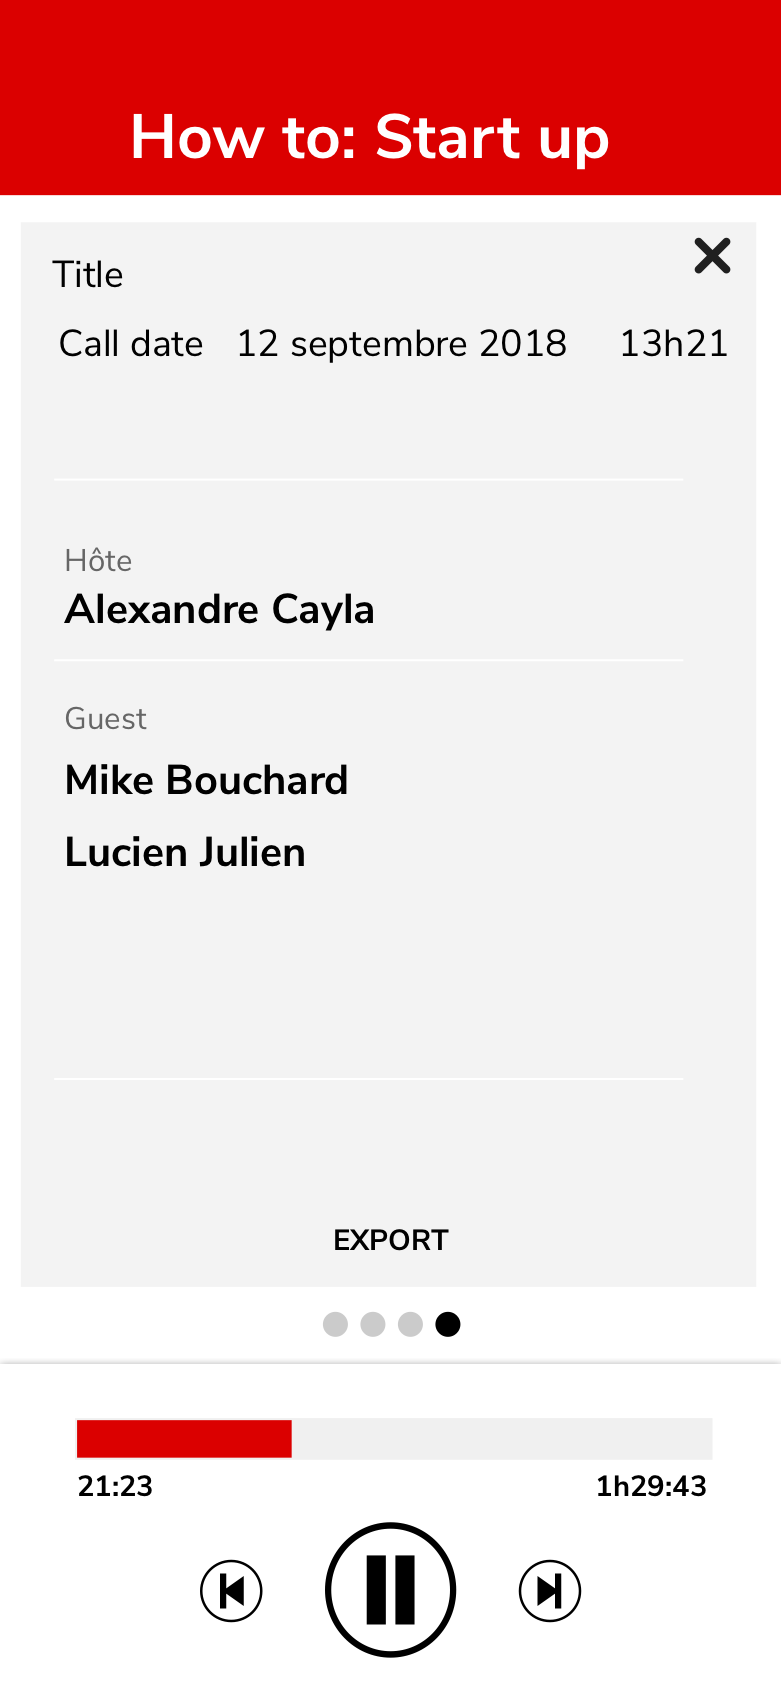 How to: Start up
Title
Call date 12 septembre 2018 13h21
Hôte
Alexandre Cayla
Guest
Mike Bouchard
Lucien Julien
EXPORT
21:23 1h29:43